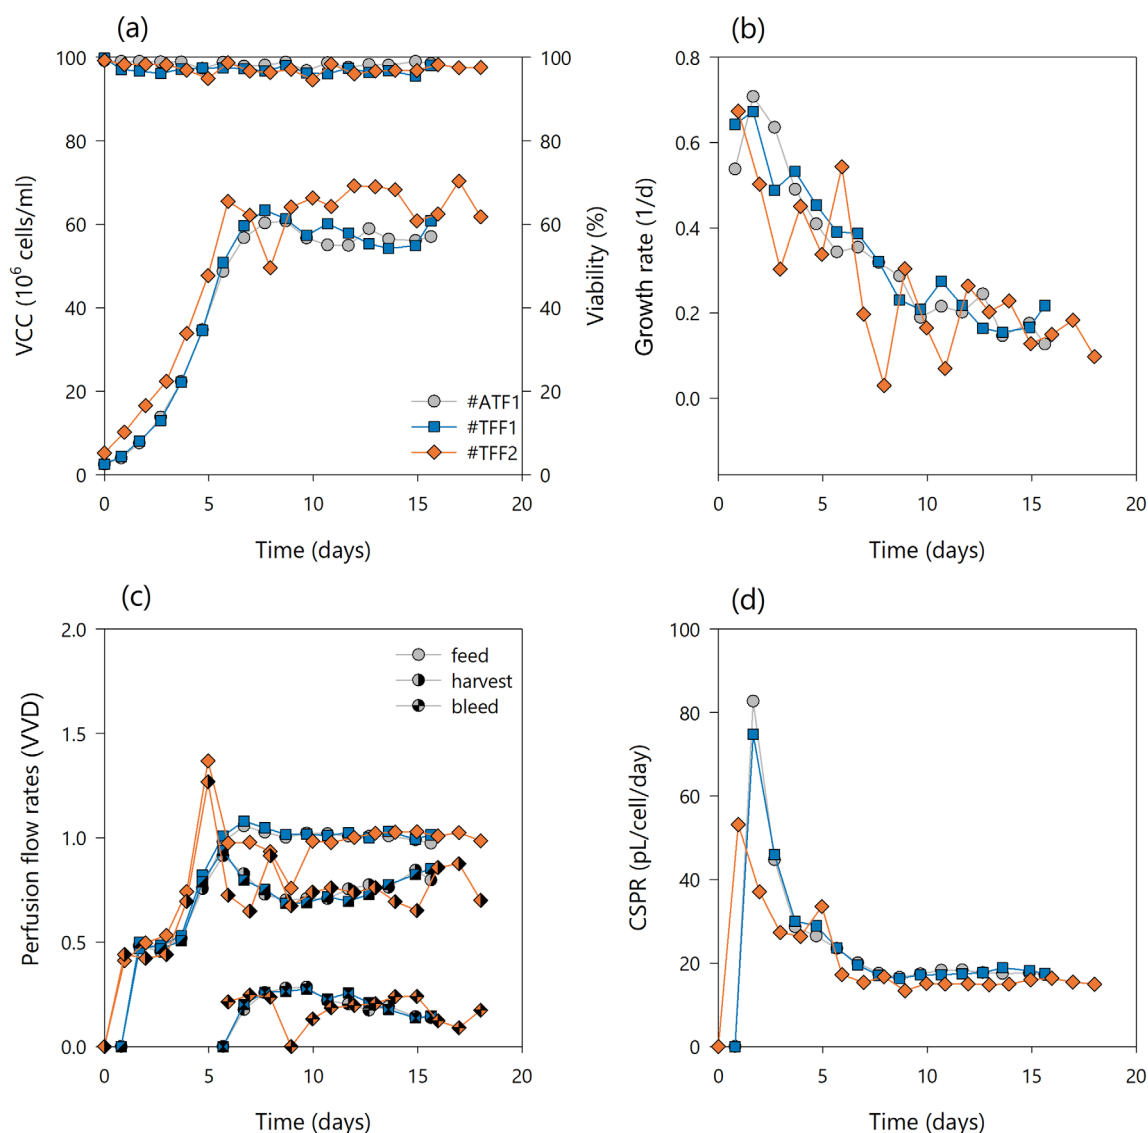 (a)
100
80
60
40
20
0
VCC (10⁶ cells/ml)
100
80
60
40
20
0
Viability (%)
#ATF1
#TFF1
#TFF2
0 5 10 15 20
Time (days)
(b)
0.8
0.6
0.4
0.2
0.0
Growth rate (1/d)
0 5 10 15 20
Time (days)
(c)
2.0
1.5
1.0
0.5
0.0
Perfusion flow rates (VVD)
feed
harvest
bleed
0 5 10 15 20
Time (days)
(d)
100
80
60
40
20
0
CSPR (pL/cell/day)
0 5 10 15 20
Time (days)